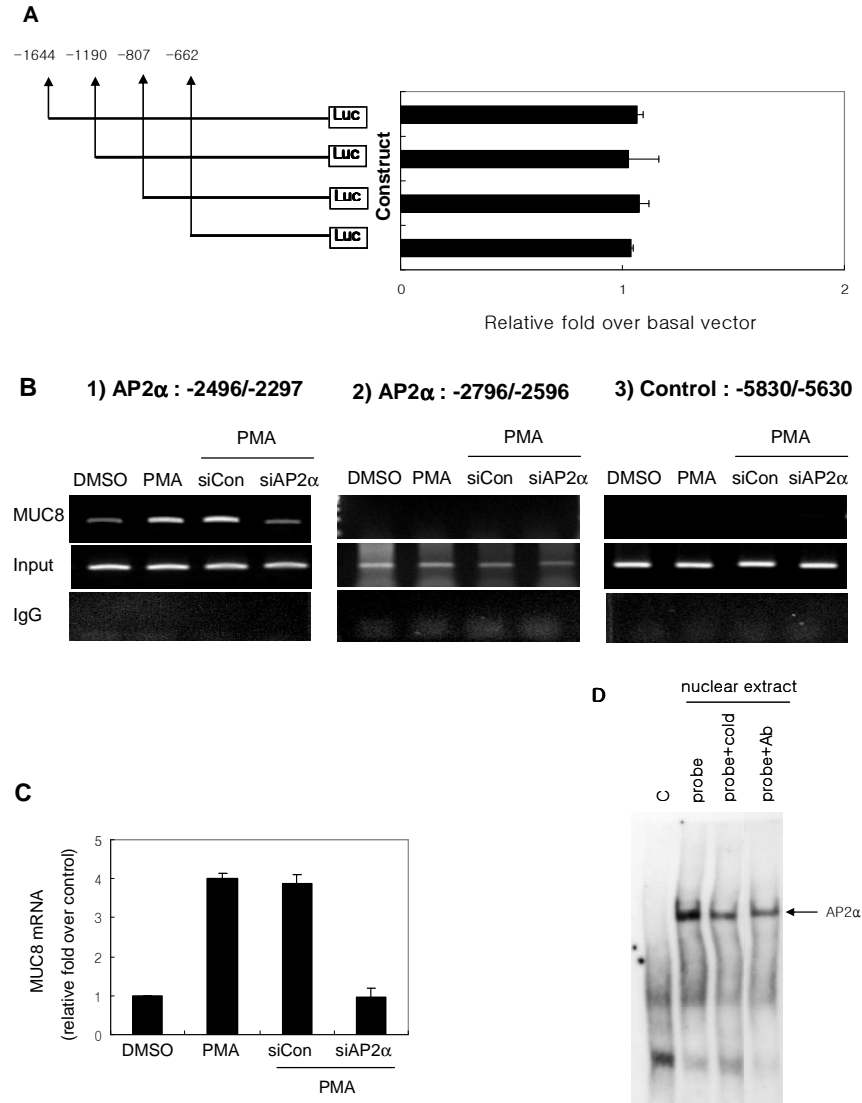 A
−1644 −1190 −807 −662
Luc
Luc
Luc
Luc
Construct
0 1 2
Relative fold over basal vector
B
1) AP2α : -2496/-2297
2) AP2α : -2796/-2596
3) Control : -5830/-5630
PMA
PMA
PMA
DMSO PMA siCon siAP2α
DMSO PMA siCon siAP2α
DMSO PMA siCon siAP2α
MUC8
Input
IgG
C
MUC8 mRNA
(relative fold over control)
5
4
3
2
1
0
DMSO PMA siCon siAP2α
PMA
D
nuclear extract
C
probe
probe+cold
probe+Ab
AP2α